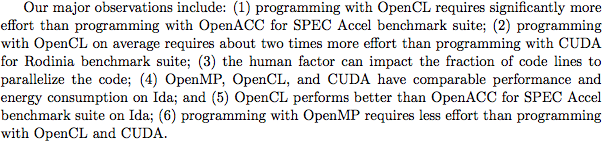 Our major observations include: (1) programming with OpenCL requires significantly more
effort than programming with OpenACC for SPEC Accel benchmark suite; (2) programming
with OpenCL on average requires about two times more effort than programming with CUDA
for Rodinia benchmark suite; (3) the human factor can impact the fraction of code lines to
parallelize the code; (4) OpenMP, OpenCL, and CUDA have comparable performance and
energy consumption on Ida; and (5) OpenCL performs better than OpenACC for SPEC Accel
benchmark suite on Ida; (6) programming with OpenMP requires less effort than programming
with OpenCL and CUDA.